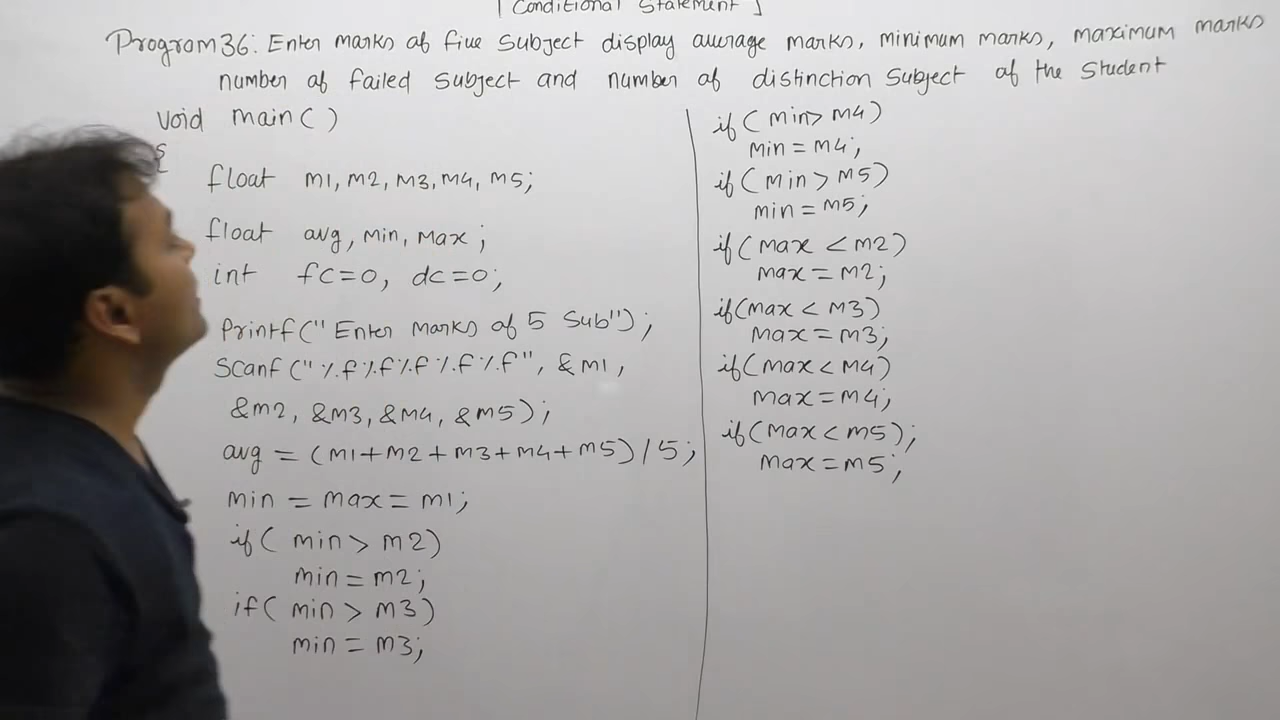 [Conditional Statement]
Program 36: Enter marks of five subject display average marks, minimum marks, maximum marks
number of failed subject and number of distinction subject of the student
void main()
{
float m1, m2, m3, m4, m5;
float avg, min, max;
int fc=0, dc=0;
Printf("Enter marks of 5 Sub");
Scanf("%f%f%f%f%f", &m1,
&m2, &m3, &m4, &m5);
avg = (m1+m2+m3+m4+m5)/5;
min = max = m1;
if( min > m2)
min = m2;
if( min > m3)
min = m3;
if( min> m4)
min = m4;
if( min > m5)
min = m5;
if(max < m2)
max = m2;
if(max < m3)
max = m3;
if(max < m4)
max = m4;
if(max < m5);
max = m5;